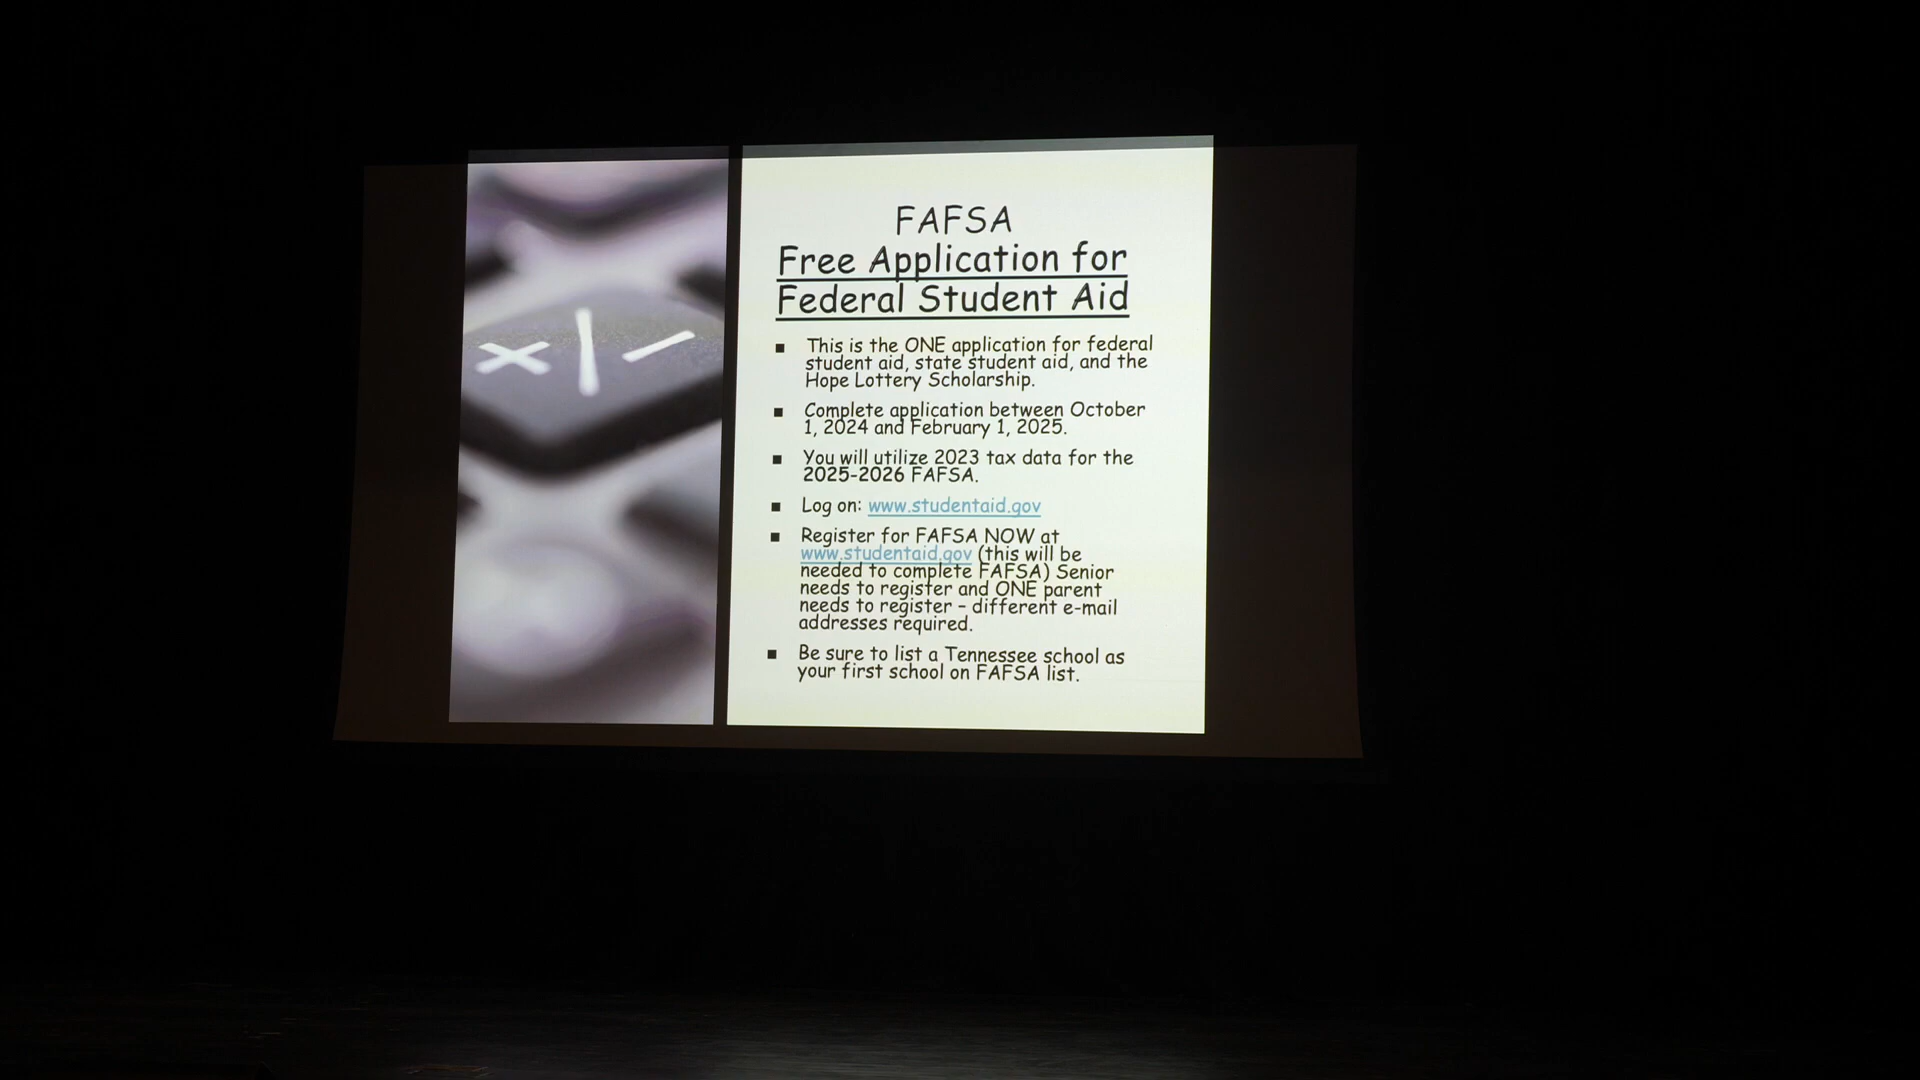 FAFSA
Free Application for
Federal Student Aid
▪ This is the ONE application for federal
student aid, state student aid, and the
Hope Lottery Scholarship.
▪ Complete application between October
1, 2024 and February 1, 2025.
▪ You will utilize 2023 tax data for the
2025-2026 FAFSA.
▪ Log on: www.studentaid.gov
▪ Register for FAFSA NOW at
www.studentaid.gov (this will be
needed to complete FAFSA) Senior
needs to register and ONE parent
needs to register – different e-mail
addresses required.
▪ Be sure to list a Tennessee school as
your first school on FAFSA list.